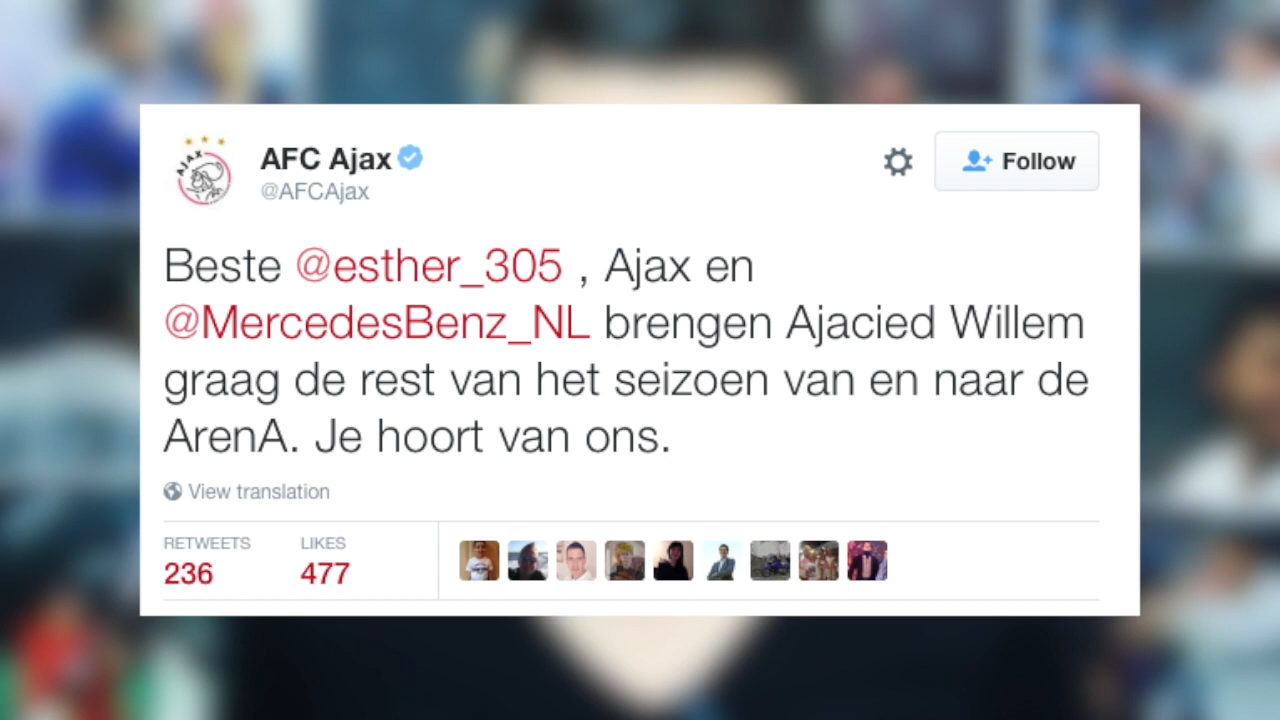 AJAX
AFC Ajax
@AFCAjax
Follow
Beste @esther_305 , Ajax en
@MercedesBenz_NL brengen Ajacied Willem
graag de rest van het seizoen van en naar de
ArenA. Je hoort van ons.
View translation
RETWEETS LIKES
236 477